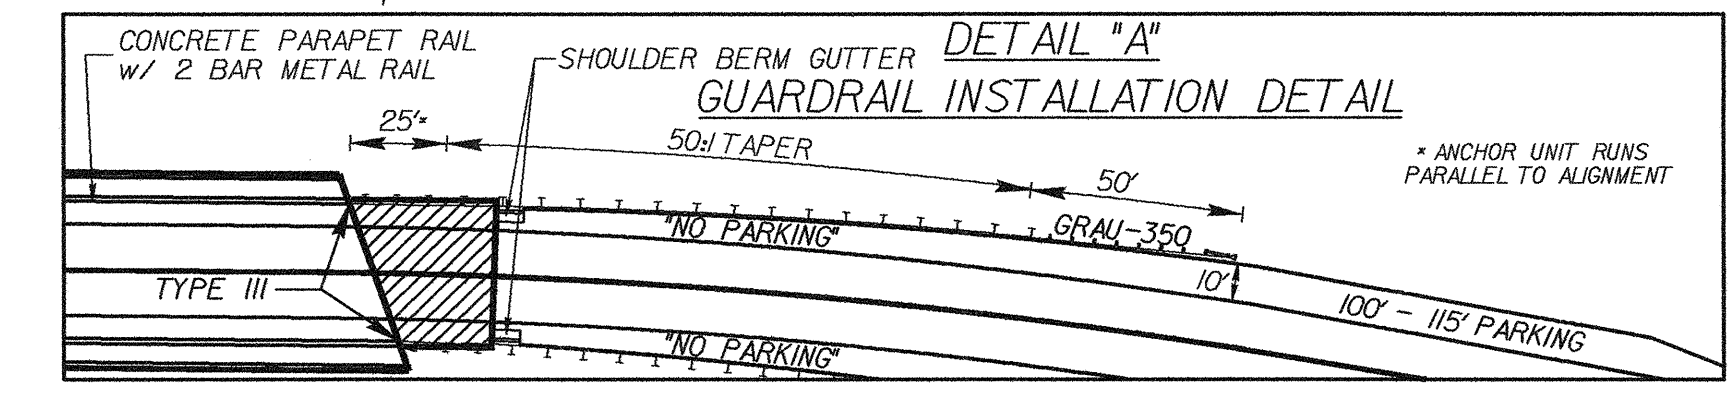 CONCRETE PARAPET RAIL
w/ 2 BAR METAL RAIL
SHOULDER BERM GUTTER
DETAIL "A"
GUARDRAIL INSTALLATION DETAIL
25'*
50:1 TAPER
50'
* ANCHOR UNIT RUNS
PARALLEL TO ALIGNMENT
"NO PARKING"
GRAU-350
TYPE III
10'
100' - 115' PARKING
"NO PARKING"